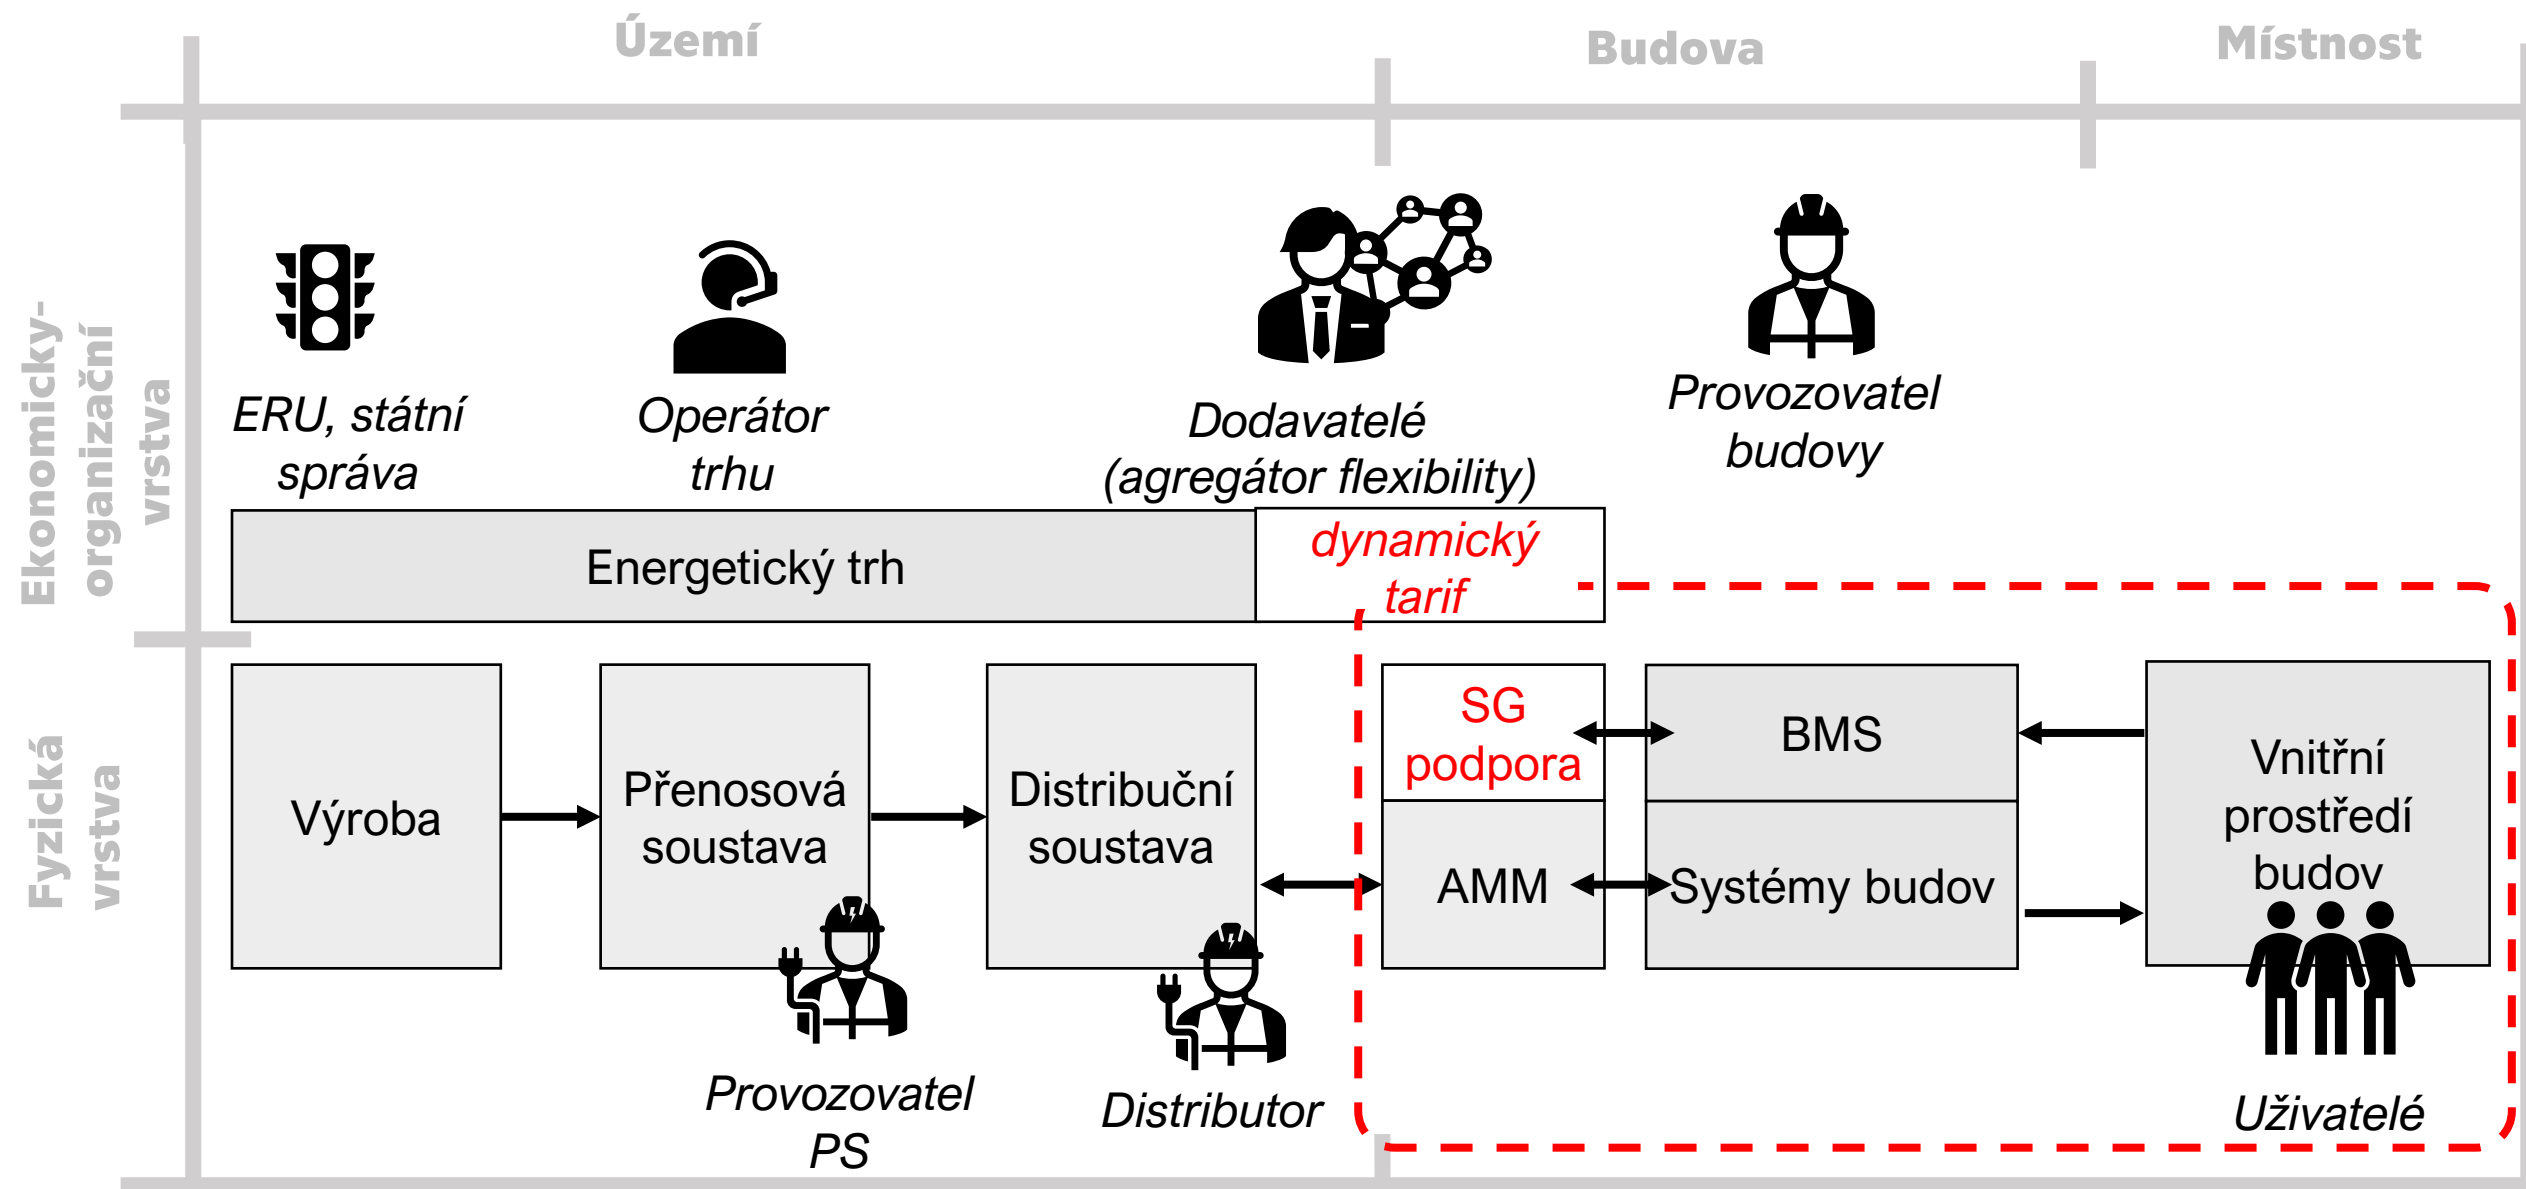 Území
Budova
Místnost
Ekonomicky-
organizační
vrstva
ERU, státní
správa
Operátor
trhu
Dodavatelé
(agregátor flexibility)
Provozovatel
budovy
Energetický trh
dynamický
tarif
Fyzická
vrstva
Výroba
Přenosová
soustava
Distribuční
soustava
SG
podpora
AMM
BMS
Systémy budov
Vnitřní
prostředí
budov
Provozovatel
PS
Distributor
Uživatelé